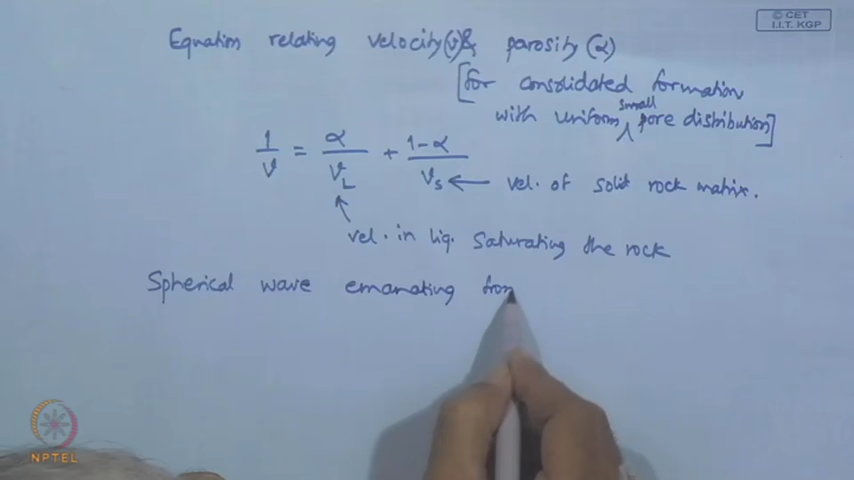 © CET
I.I.T. KGP
Equation relating velocity (v) & porosity (α)
[for consolidated formation
with uniform small pore distribution]
1/v = α/V_L + 1-α/V_s ← vel. of solid rock matrix.
vel. in liq. saturating the rock
Spherical wave emanating from
NPTEL